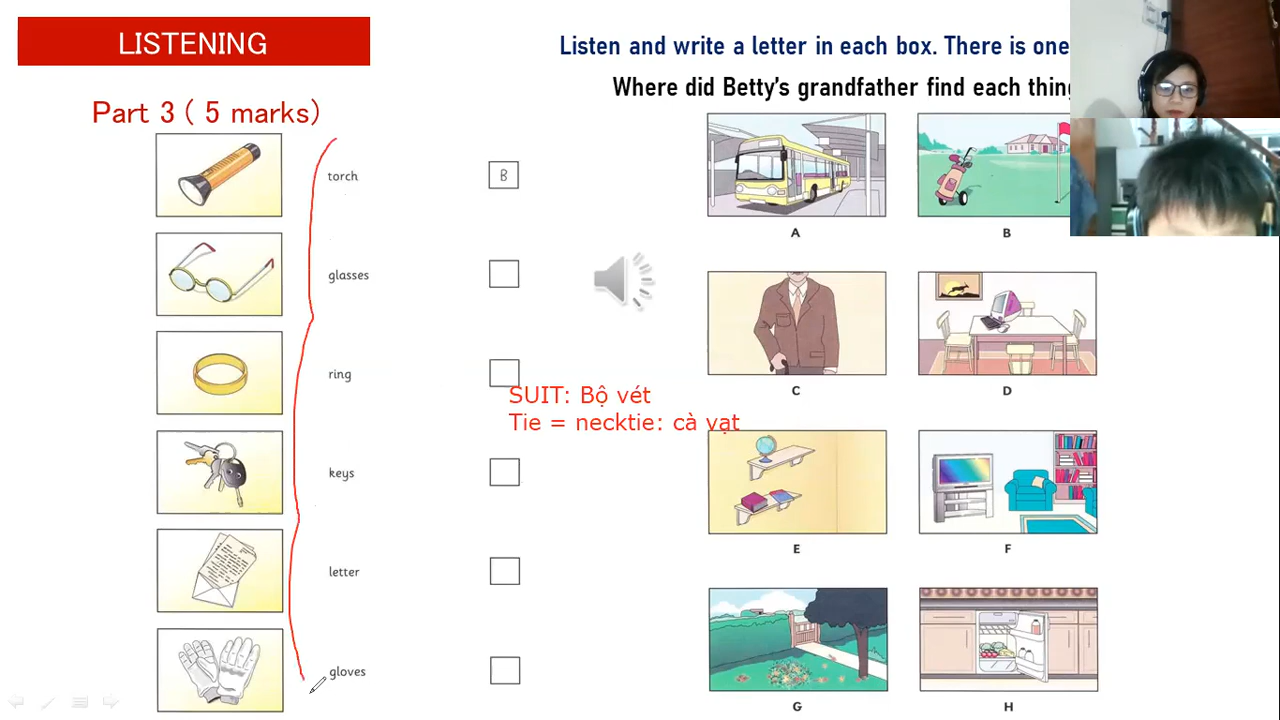 LISTENING
Listen and write a letter in each box. There is one
Where did Betty's grandfather find each thing
Part 3 ( 5 marks)
torch
B
glasses
ring
keys
letter
gloves
SUIT: Bộ vét
Tie = necktie: cà vạt
A
B
C
D
E
F
G
H